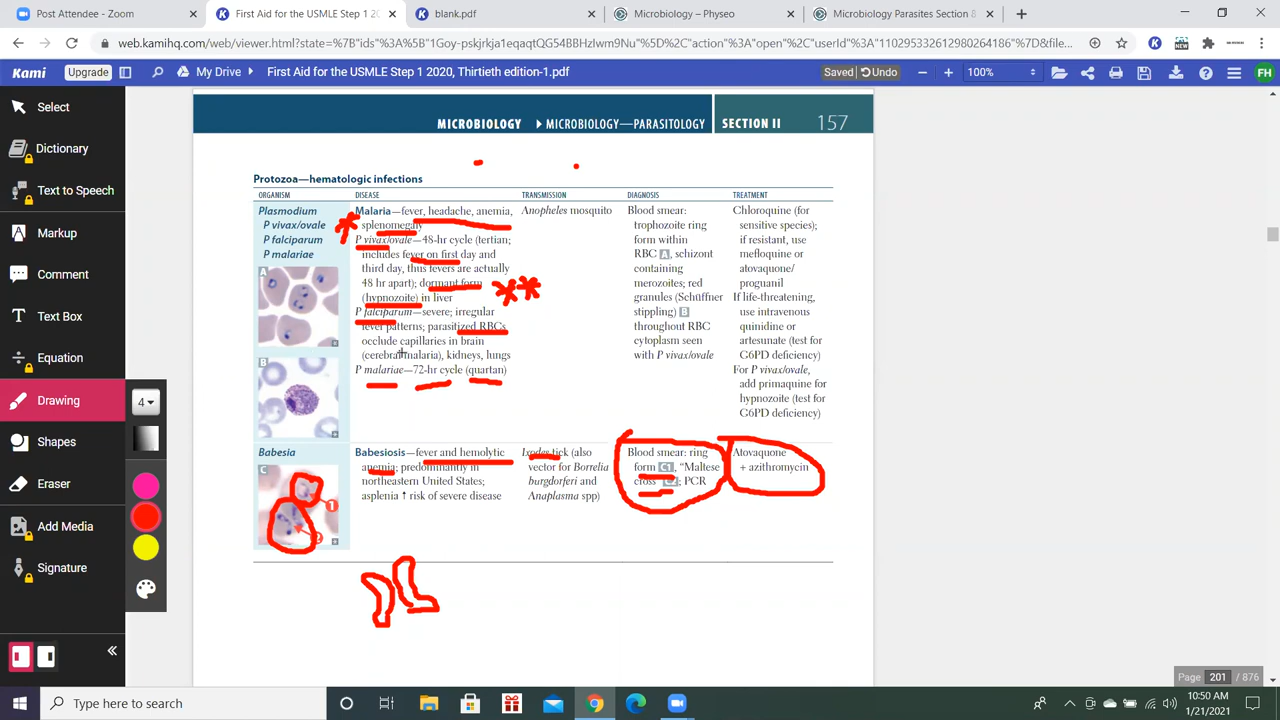 Post Attendee - Zoom
First Aid for the USMLE Step 1 20
blank.pdf
Microbiology – Physeo
Microbiology Parasites Section 8
web.kamihq.com/web/viewer.html?state=%7B"ids"%3A%5B"1Goy-pskjrkja1eqaqtQG54BBHzIwm9Nu"%5D%2C"action"%3A"open"%2C"userId"%3A"110295332612980264186"%7D&file...
Kami
Upgrade
My Drive
First Aid for the USMLE Step 1 2020, Thirtieth edition-1.pdf
Saved Undo
100%
FH
Select
Dictionary
Text to Speech
Markup
Comment
Text Box
Equation
Drawing
Shapes
Eraser
Add Media
Signature
4
MICROBIOLOGY
MICROBIOLOGY—PARASITOLOGY
SECTION II
157
Protozoa—hematologic infections
ORGANISM DISEASE TRANSMISSION DIAGNOSIS TREATMENT
Plasmodium
P vivax/ovale
P falciparum
P malariae
A
B
Malaria—fever, headache, anemia,
splenomegaly
P vivax/ovale—48-hr cycle (tertian;
includes fever on first day and
third day, thus fevers are actually
48 hr apart); dormant form
(hypnozoite) in liver
P falciparum—severe; irregular
fever patterns; parasitized RBCs
occlude capillaries in brain
(cerebral malaria), kidneys, lungs
P malariae—72-hr cycle (quartan)
Anopheles mosquito
Blood smear:
trophozoite ring
form within
RBC A, schizont
containing
merozoites; red
granules (Schüffner
stippling) B
throughout RBC
cytoplasm seen
with P vivax/ovale
Chloroquine (for
sensitive species);
if resistant, use
mefloquine or
atovaquone/
proguanil
If life-threatening,
use intravenous
quinidine or
artesunate (test for
G6PD deficiency)
For P vivax/ovale,
add primaquine for
hypnozoite (test for
G6PD deficiency)
Babesia
C
1
2
Babesiosis—fever and hemolytic
anemia; predominantly in
northeastern United States;
asplenia ↑ risk of severe disease
Ixodes tick (also
vector for Borrelia
burgdorferi and
Anaplasma spp)
Blood smear: ring
form C1, "Maltese
cross" C2; PCR
Atovaquone
+ azithromycin
Page 201 / 876
Type here to search
10:50 AM
1/21/2021